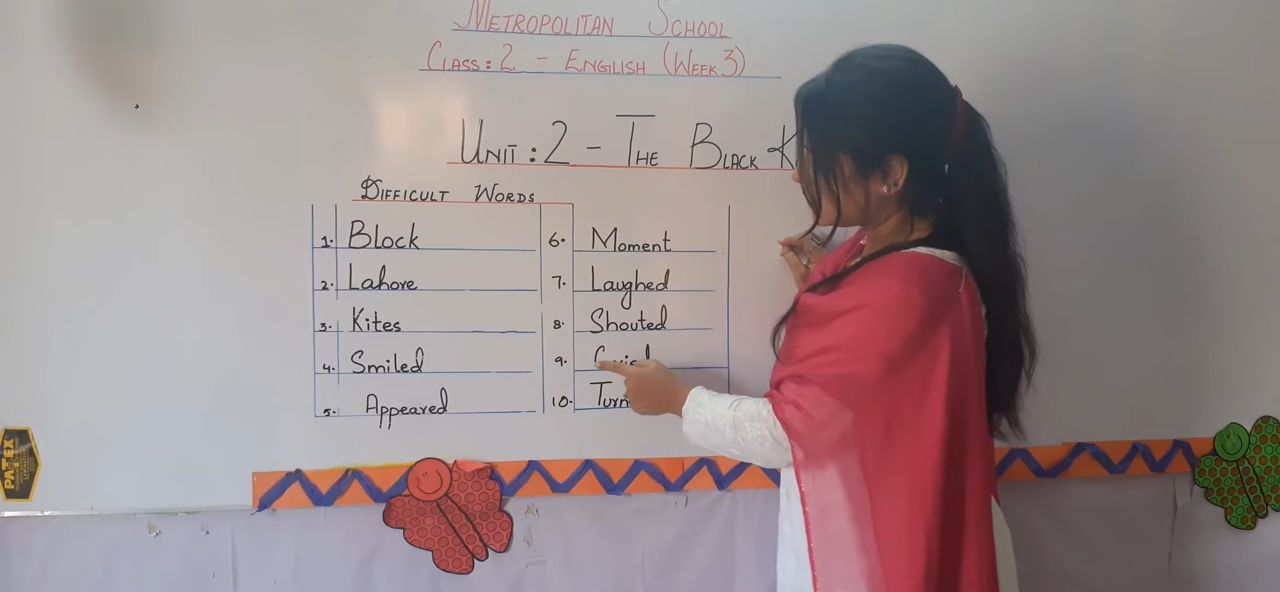 METROPOLITAN SCHOOL
CLASS: 2 - ENGLISH (WEEK 3)
UNIT: 2 - THE BLACK
DIFFICULT WORDS
1. Block
2. Lahore
3. Kites
4. Smiled
5. Appeared
6. Moment
7. Laughed
8. Shouted
9.
10.
PATEX